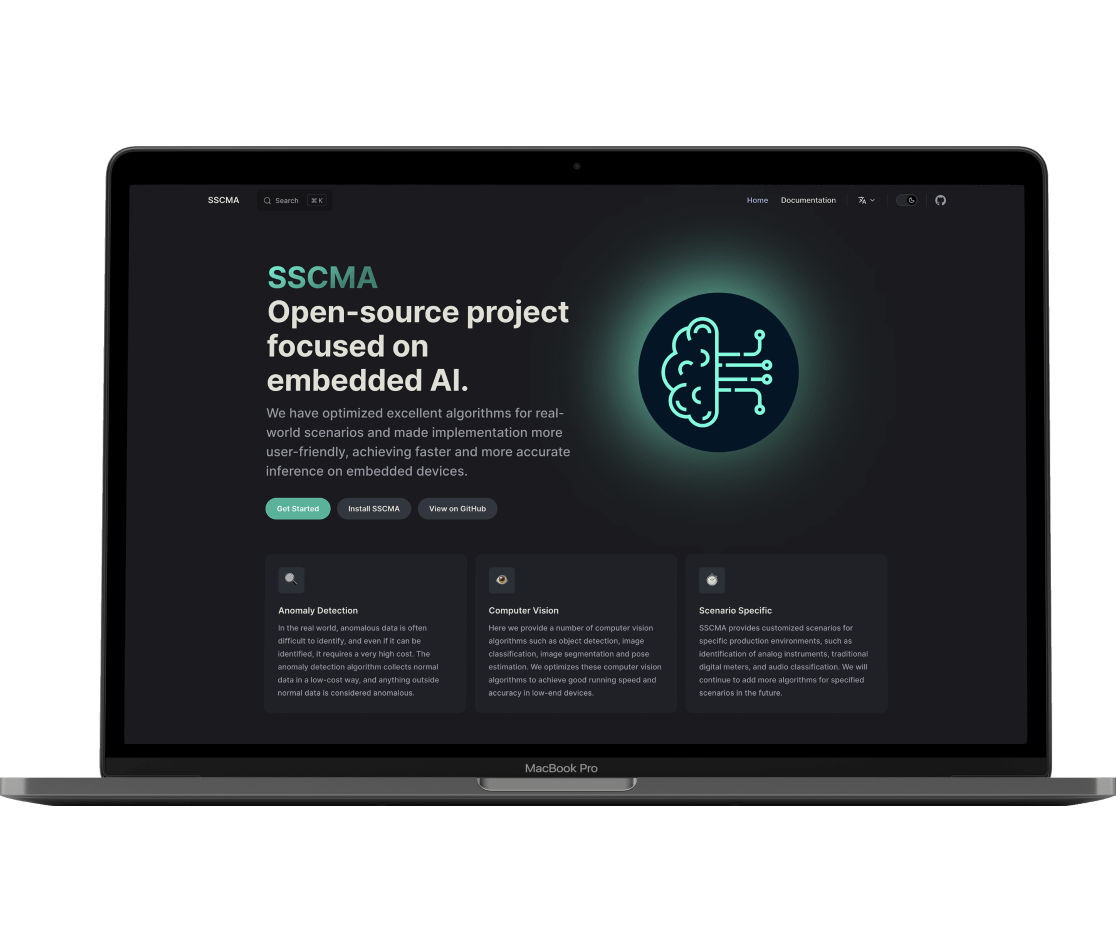 SSCMA
Search
⌘ K
Home
Documentation
SSCMA
Open-source project
focused on
embedded AI.
We have optimized excellent algorithms for real-
world scenarios and made implementation more
user-friendly, achieving faster and more accurate
inference on embedded devices.
Get Started
Install SSCMA
View on GitHub
Anomaly Detection
In the real world, anomalous data is often
difficult to identify, and even if it can be
identified, it requires a very high cost. The
anomaly detection algorithm collects normal
data in a low-cost way, and anything outside
normal data is considered anomalous.
Computer Vision
Here we provide a number of computer vision
algorithms such as object detection, image
classification, image segmentation and pose
estimation. We optimizes these computer vision
algorithms to achieve good running speed and
accuracy in low-end devices.
Scenario Specific
SSCMA provides customized scenarios for
specific production environments, such as
identification of analog instruments, traditional
digital meters, and audio classification. We will
continue to add more algorithms for specified
scenarios in the future.
MacBook Pro